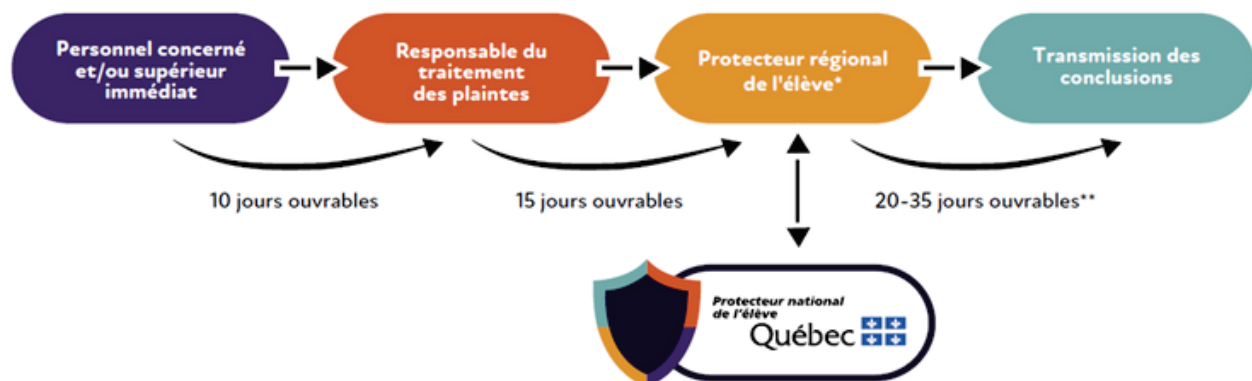 Personnel concerné
et/ou supérieur
immédiat
Responsable du
traitement
des plaintes
Protecteur régional
de l'élève*
Transmission des
conclusions
10 jours ouvrables
15 jours ouvrables
20-35 jours ouvrables**
Protecteur national
de l'élève
Québec